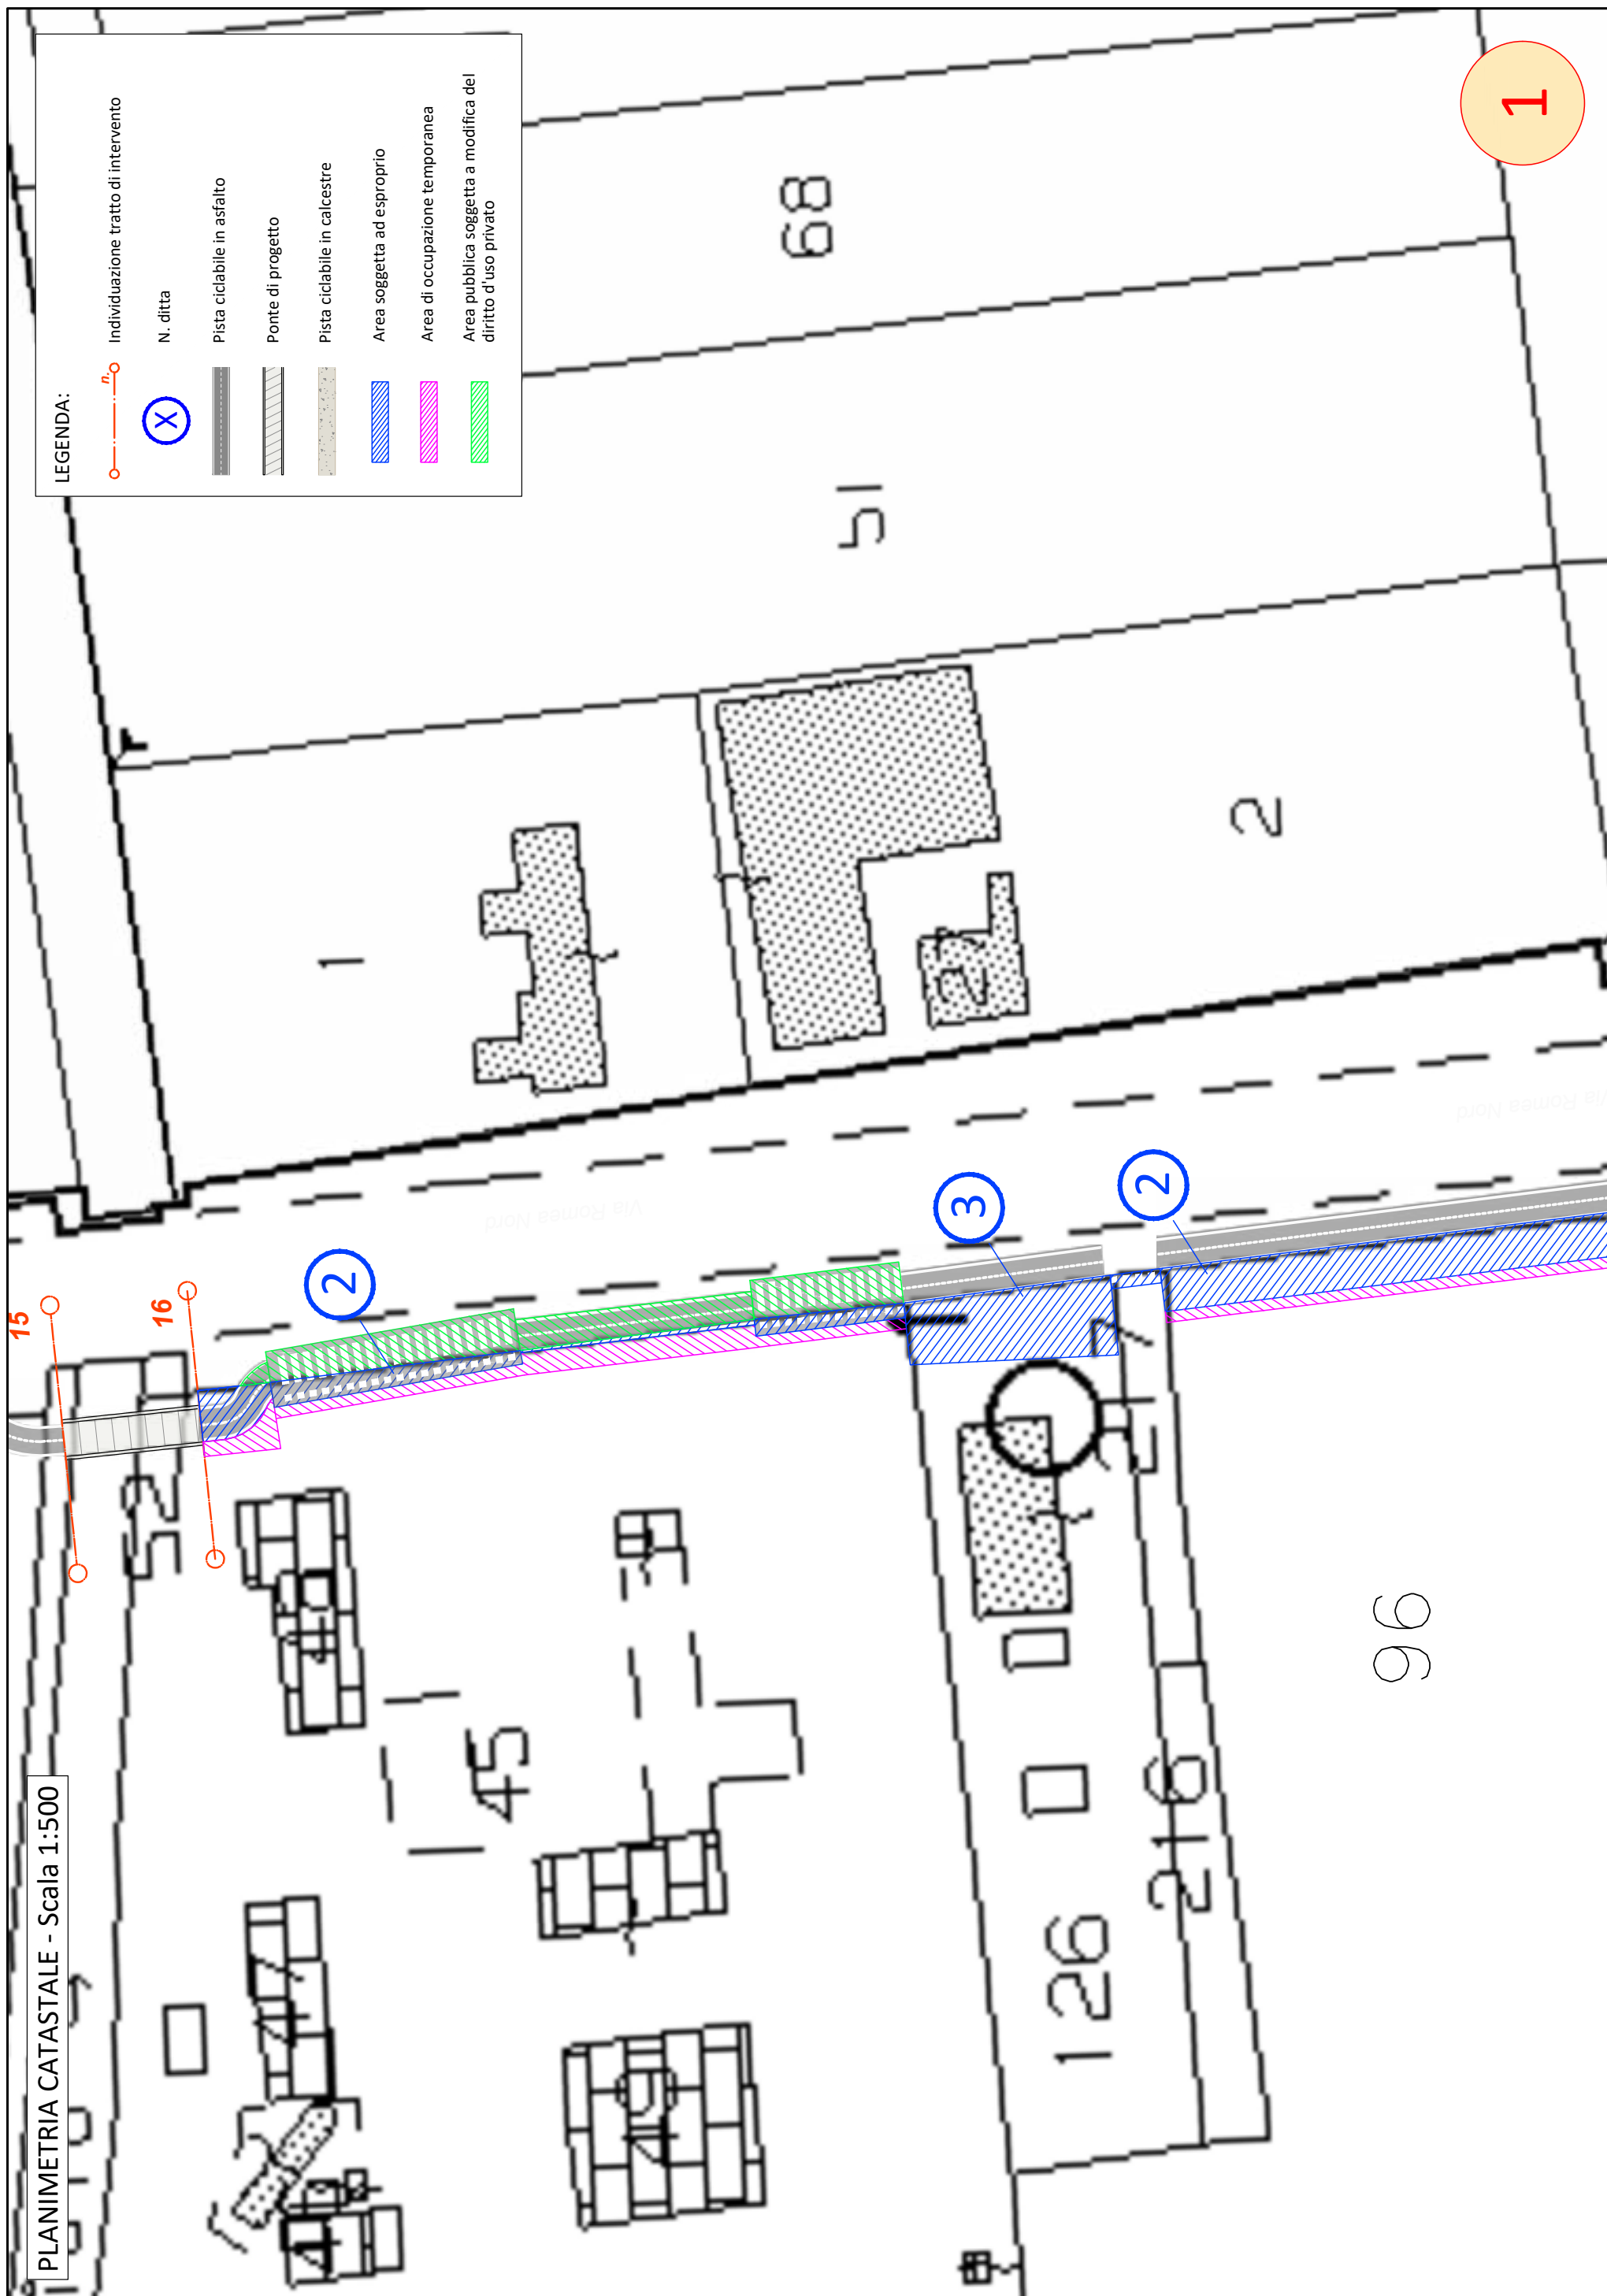 PLANIMETRIA CATASTALE - Scala 1:500
LEGENDA:
n.
Individuazione tratto di intervento
X
N. ditta
Pista ciclabile in asfalto
Ponte di progetto
Pista ciclabile in calcestre
Area soggetta ad esproprio
Area di occupazione temporanea
Area pubblica soggetta a modifica del
diritto d'uso privato
15
16
52
1
2
45
Via Romea Nord
51
68
3
2
126
216
96
2
Via Romea Nord
1